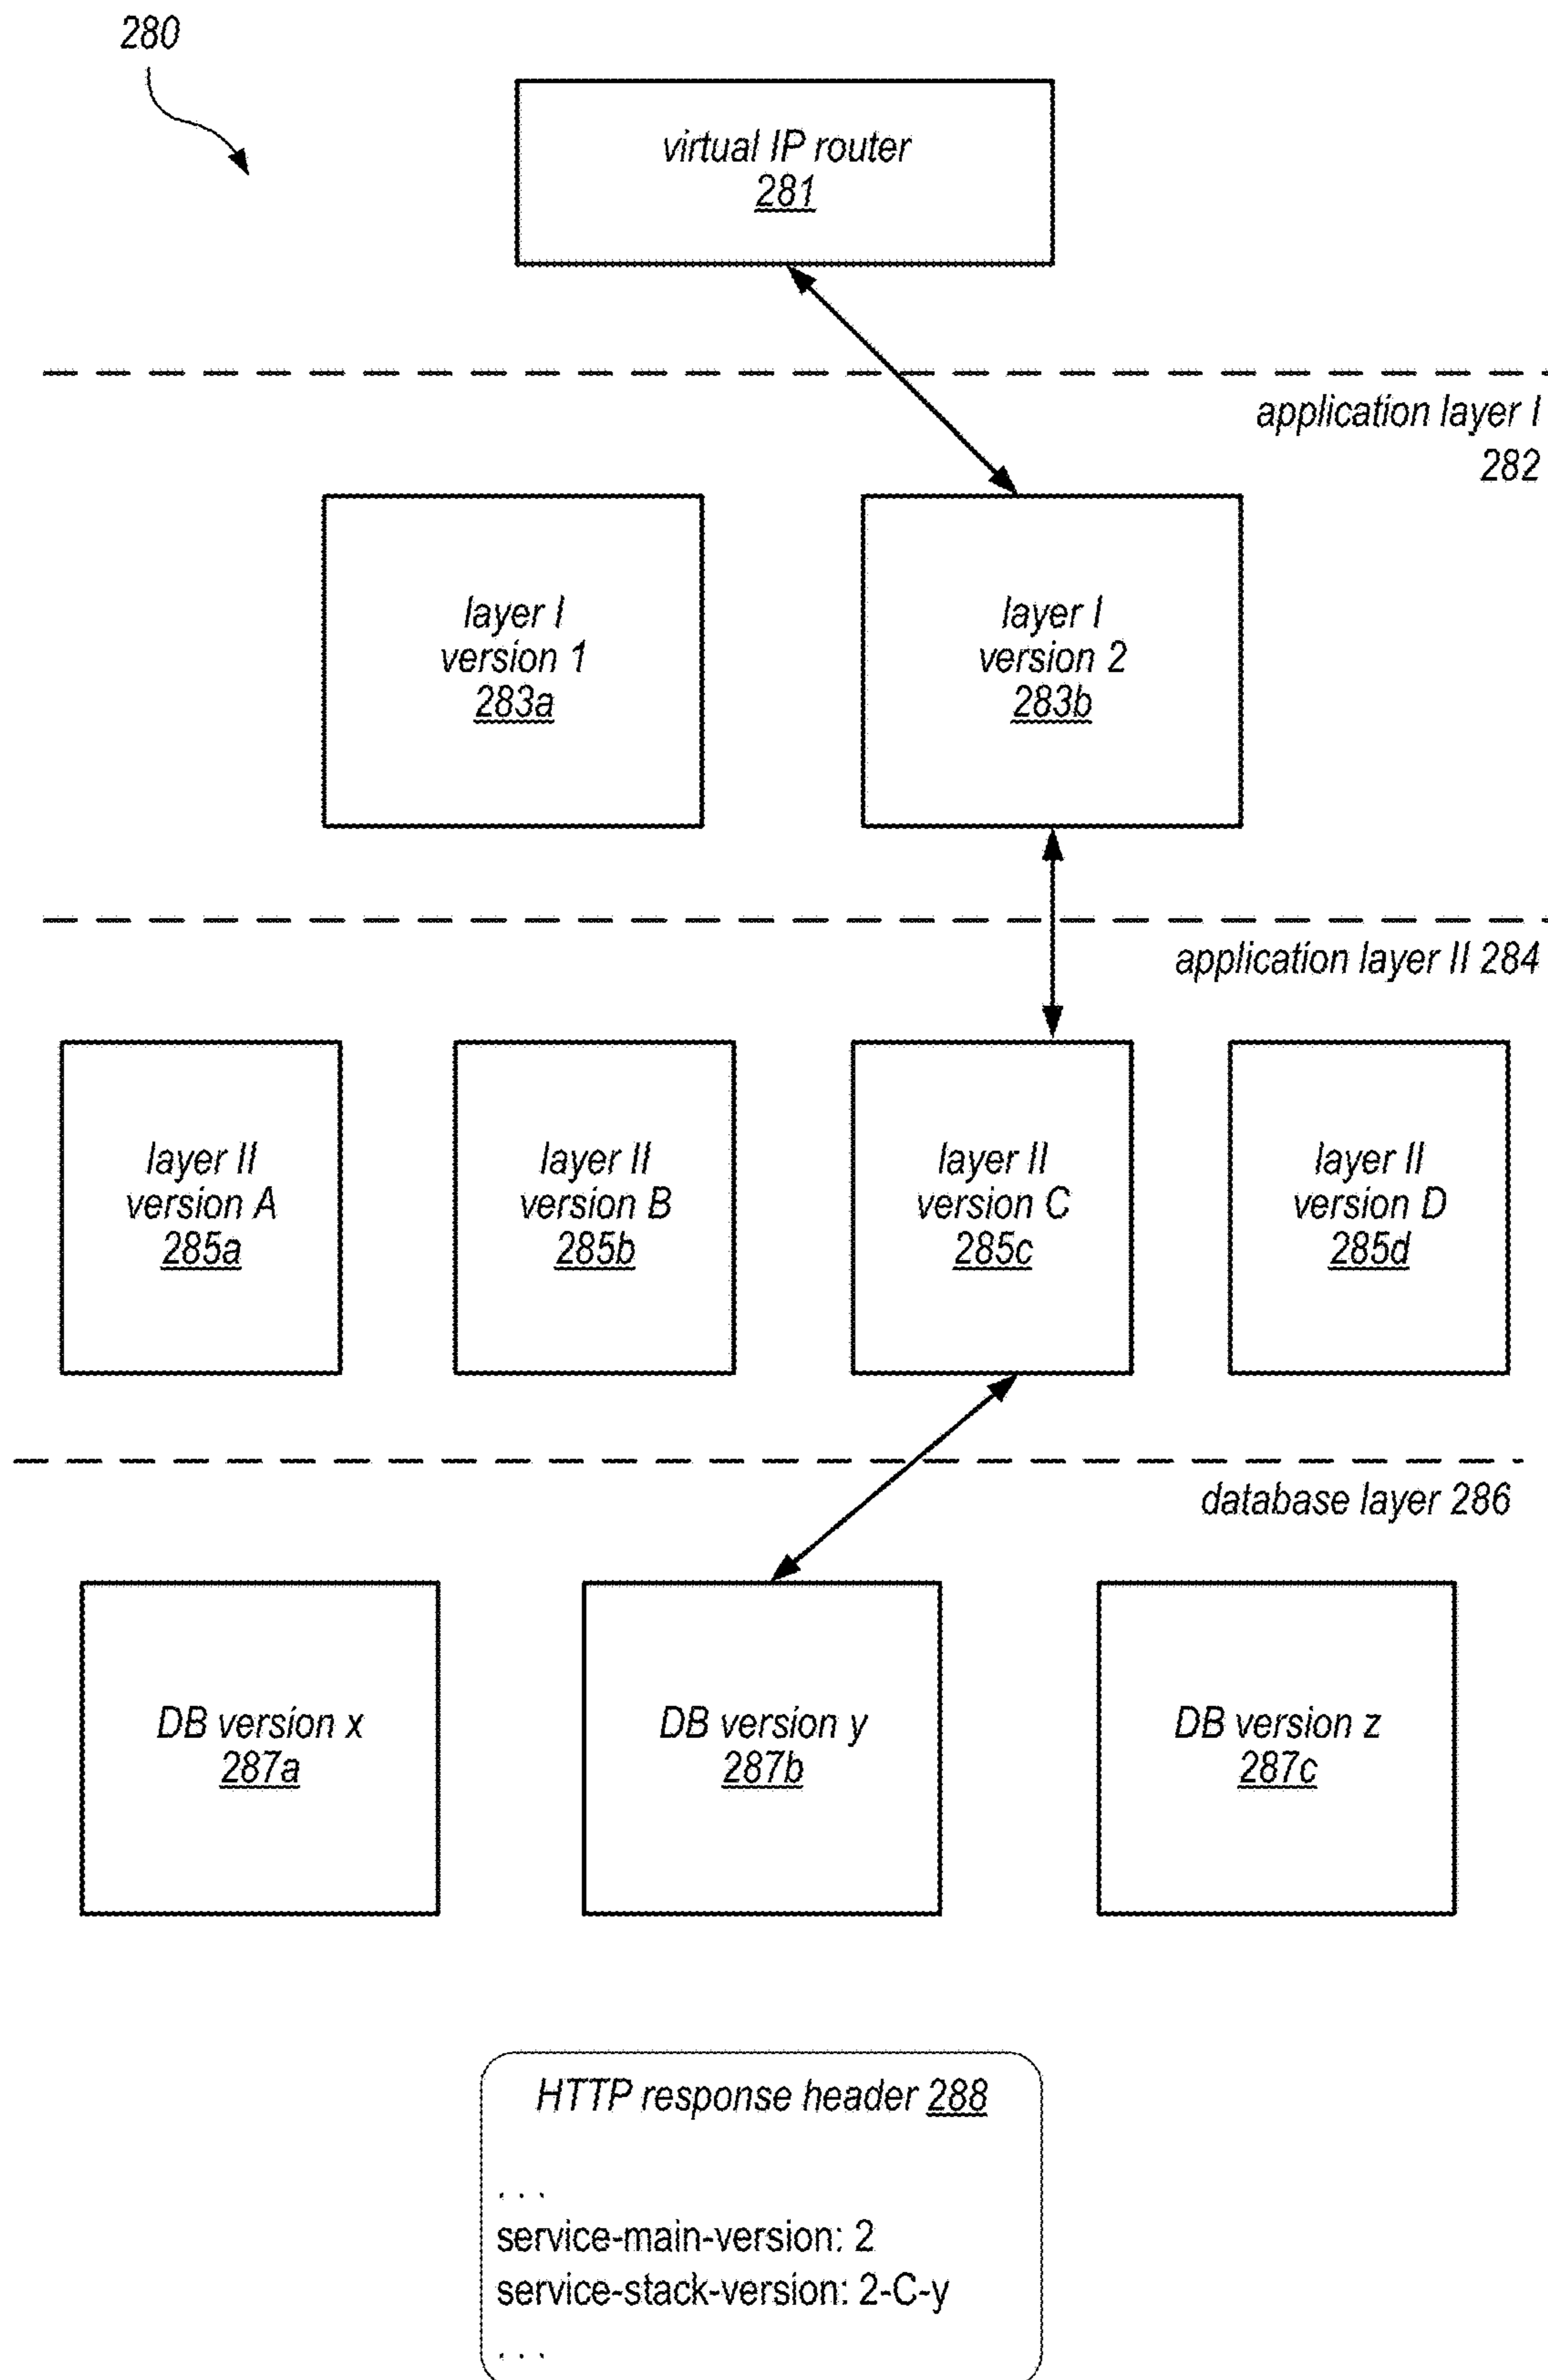 280
virtual IP router
281
application layer I
282
layer I
version 1
283a
layer I
version 2
283b
application layer II 284
layer II
version A
285a
layer II
version B
285b
layer II
version C
285c
layer II
version D
285d
database layer 286
DB version x
287a
DB version y
287b
DB version z
287c
HTTP response header 288
. . .
service-main-version: 2
service-stack-version: 2-C-y
. . .